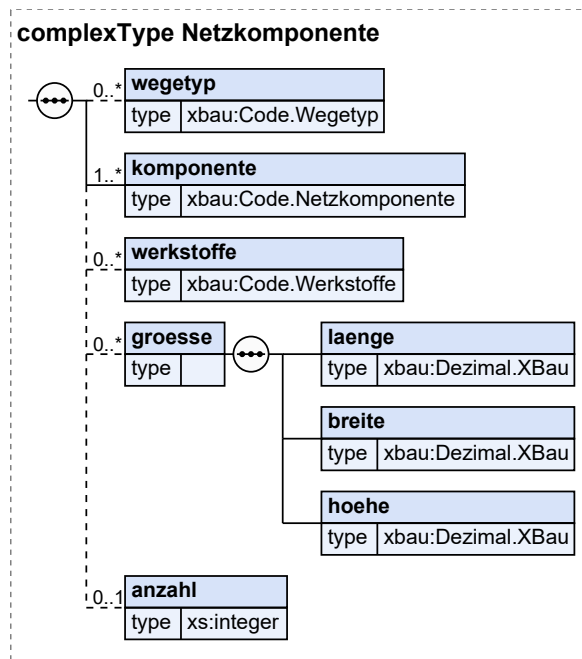 complexType Netzkomponente
0..*
wegetyp
type xbau:Code.Wegetyp
1..*
komponente
type xbau:Code.Netzkomponente
0..*
werkstoffe
type xbau:Code.Werkstoffe
0..*
groesse
type
laenge
type xbau:Dezimal.XBau
breite
type xbau:Dezimal.XBau
hoehe
type xbau:Dezimal.XBau
0..1
anzahl
type xs:integer